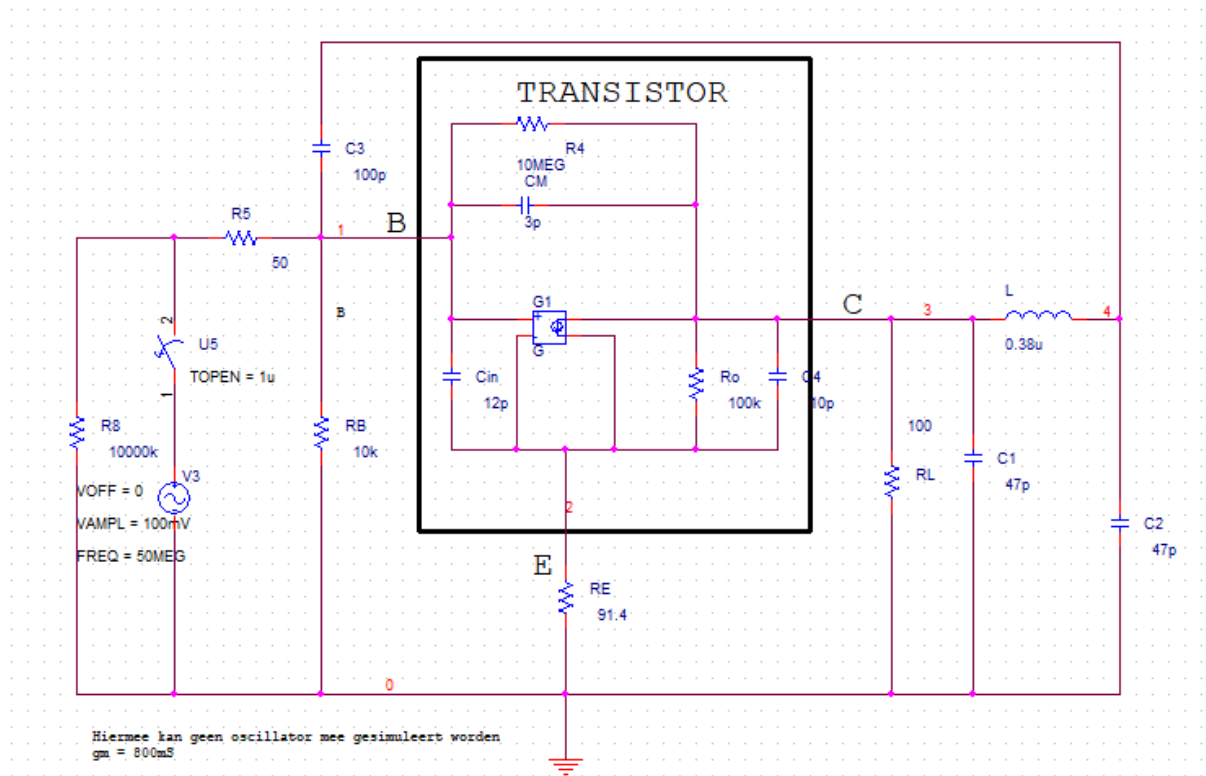 TRANSISTOR
R4
10MEG
CM
3p
C3
100p
R5
50
1
B
B
G1
G
Cin
12p
Ro
100k
C4
10p
C
3
L
0.38u
4
2
U5
TOPEN = 1u
1
R8
10000k
RB
10k
V3
VOFF = 0
VAMPL = 100mV
FREQ = 50MEG
100
RL
C1
47p
C2
47p
2
E
RE
91.4
0
Hiermee kan geen oscillator mee gesimuleert worden
gm = 800mS